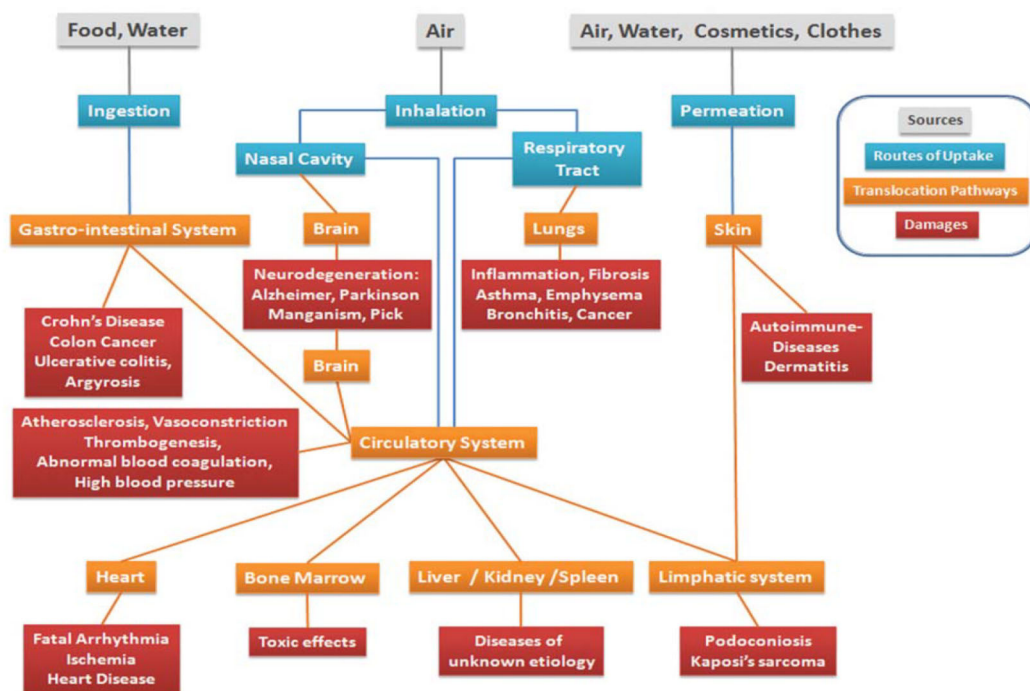 Food, Water
Air
Air, Water, Cosmetics, Clothes
Ingestion
Inhalation
Permeation
Sources
Routes of Uptake
Translocation Pathways
Damages
Nasal Cavity
Respiratory
Tract
Gastro-intestinal System
Brain
Lungs
Skin
Neurodegeneration:
Alzheimer, Parkinson
Manganism, Pick
Inflammation, Fibrosis
Asthma, Emphysema
Bronchitis, Cancer
Crohn's Disease
Colon Cancer
Ulcerative colitis,
Argyrosis
Autoimmune-
Diseases
Dermatitis
Brain
Atherosclerosis, Vasoconstriction
Thrombogenesis,
Abnormal blood coagulation,
High blood pressure
Circulatory System
Heart
Bone Marrow
Liver / Kidney /Spleen
Limphatic system
Fatal Arrhythmia
Ischemia
Heart Disease
Toxic effects
Diseases of
unknown etiology
Podoconiosis
Kaposi's sarcoma